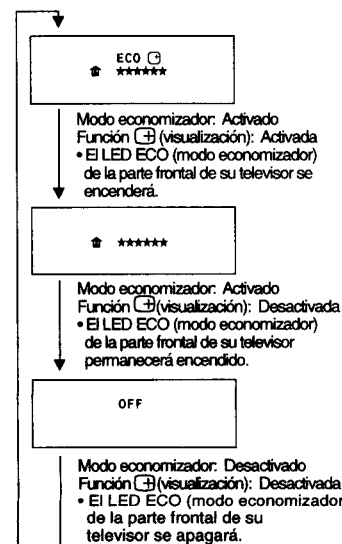 ECO
★★★★★★
Modo economizador: Activado
Función (visualización): Activada
• El LED ECO (modo economizador)
de la parte frontal de su televisor se
encenderá.
★★★★★★
Modo economizador: Activado
Función (visualización): Desactivada
• El LED ECO (modo economizador)
de la parte frontal de su televisor
permanecerá encendido.
OFF
Modo economizador: Desactivado
Función (visualización): Desactivada
• El LED ECO (modo economizador
de la parte frontal de su
televisor se apagará.